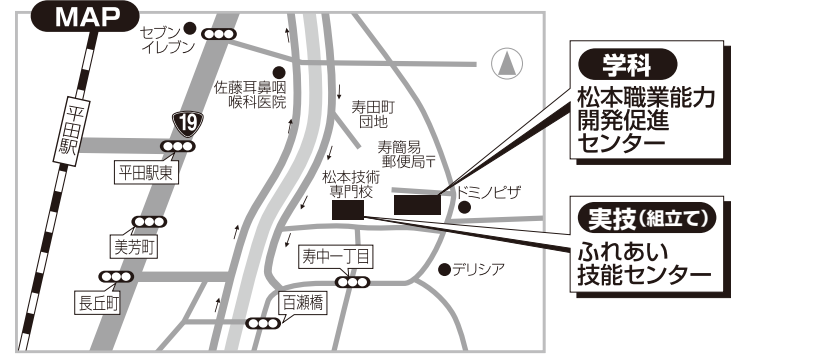 MAP
セブン
イレブン
佐藤耳鼻咽
喉科医院
平田駅
19
平田駅東
寿田町
団地
寿簡易
郵便局〒
松本技術
専門校
ドミノピザ
美芳町
寿中一丁目
デリシア
長丘町
百瀬橋
学科
松本職業能力
開発促進
センター
実技(組立て)
ふれあい
技能センター